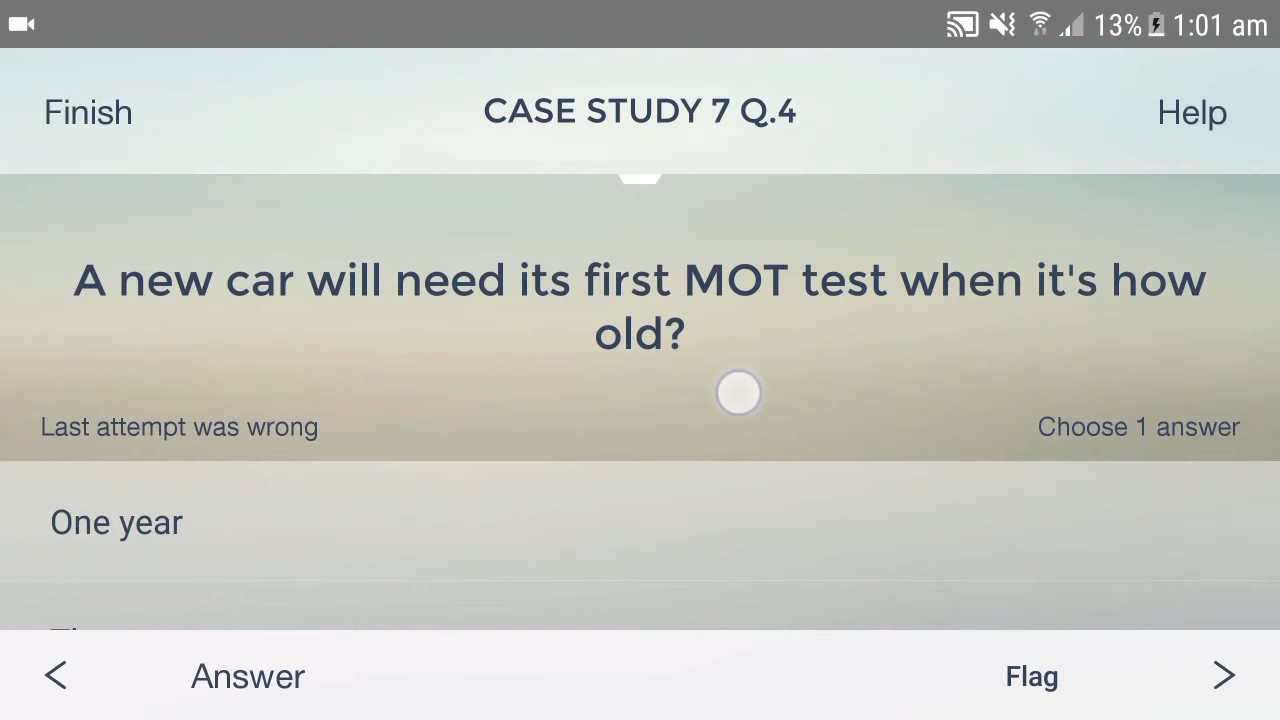 13% 1:01 am
Finish CASE STUDY 7 Q.4 Help
A new car will need its first MOT test when it's how
old?
Last attempt was wrong Choose 1 answer
One year
< Answer Flag >